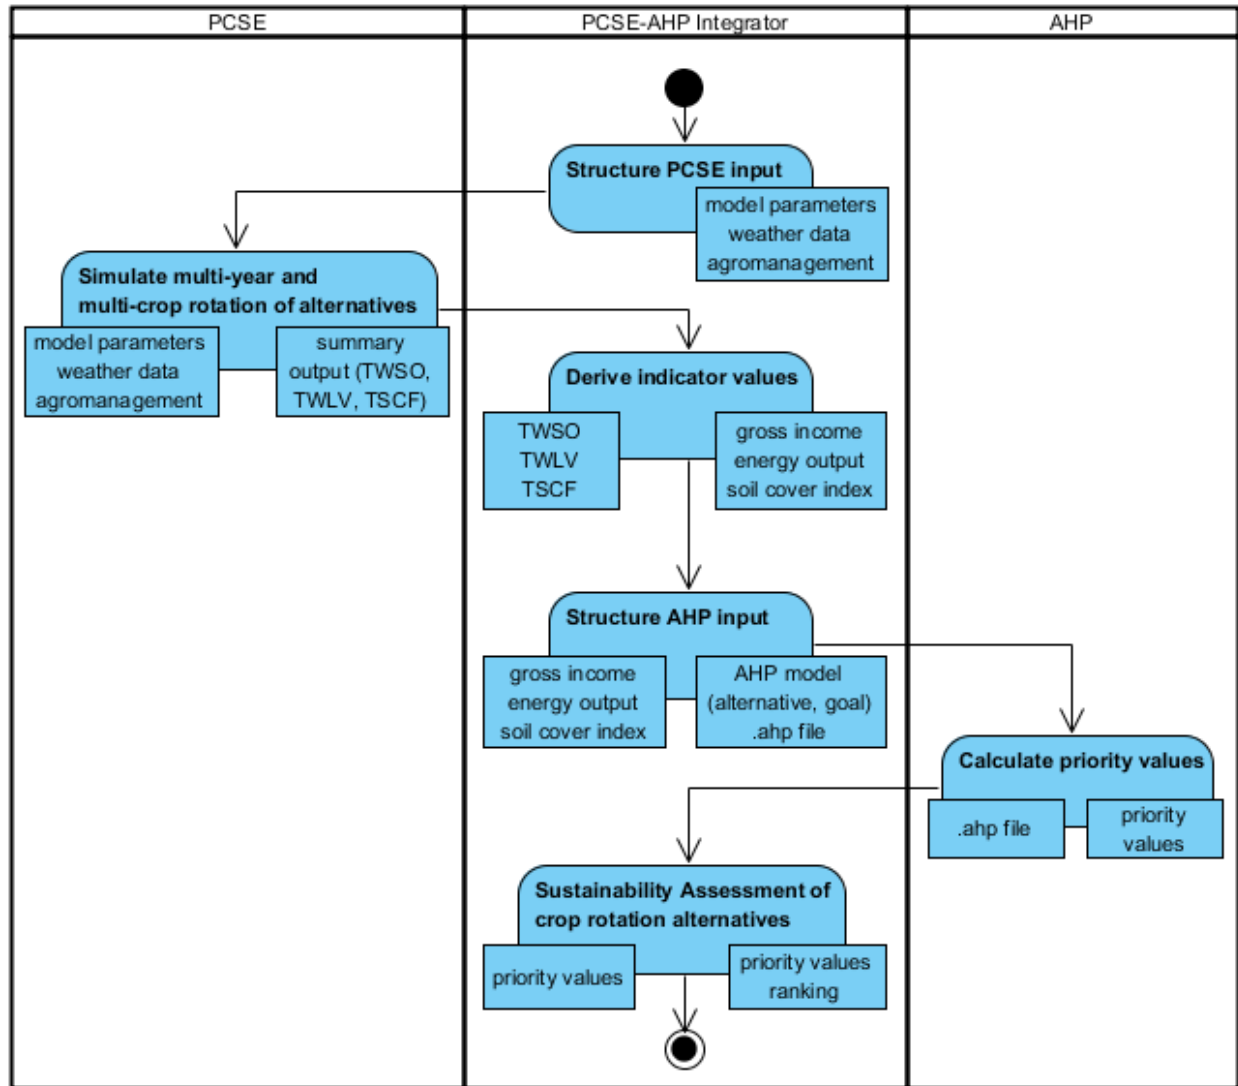 PCSE
PCSE-AHP Integrator
AHP
Structure PCSE input
model parameters
weather data
agromanagement
Simulate multi-year and
multi-crop rotation of alternatives
model parameters
weather data
agromanagement
summary
output (TWSO,
TWLV, TSCF)
Derive indicator values
TWSO
TWLV
TSCF
gross income
energy output
soil cover index
Structure AHP input
gross income
energy output
soil cover index
AHP model
(alternative, goal)
.ahp file
Calculate priority values
.ahp file
priority
values
Sustainability Assessment of
crop rotation alternatives
priority values
priority values
ranking